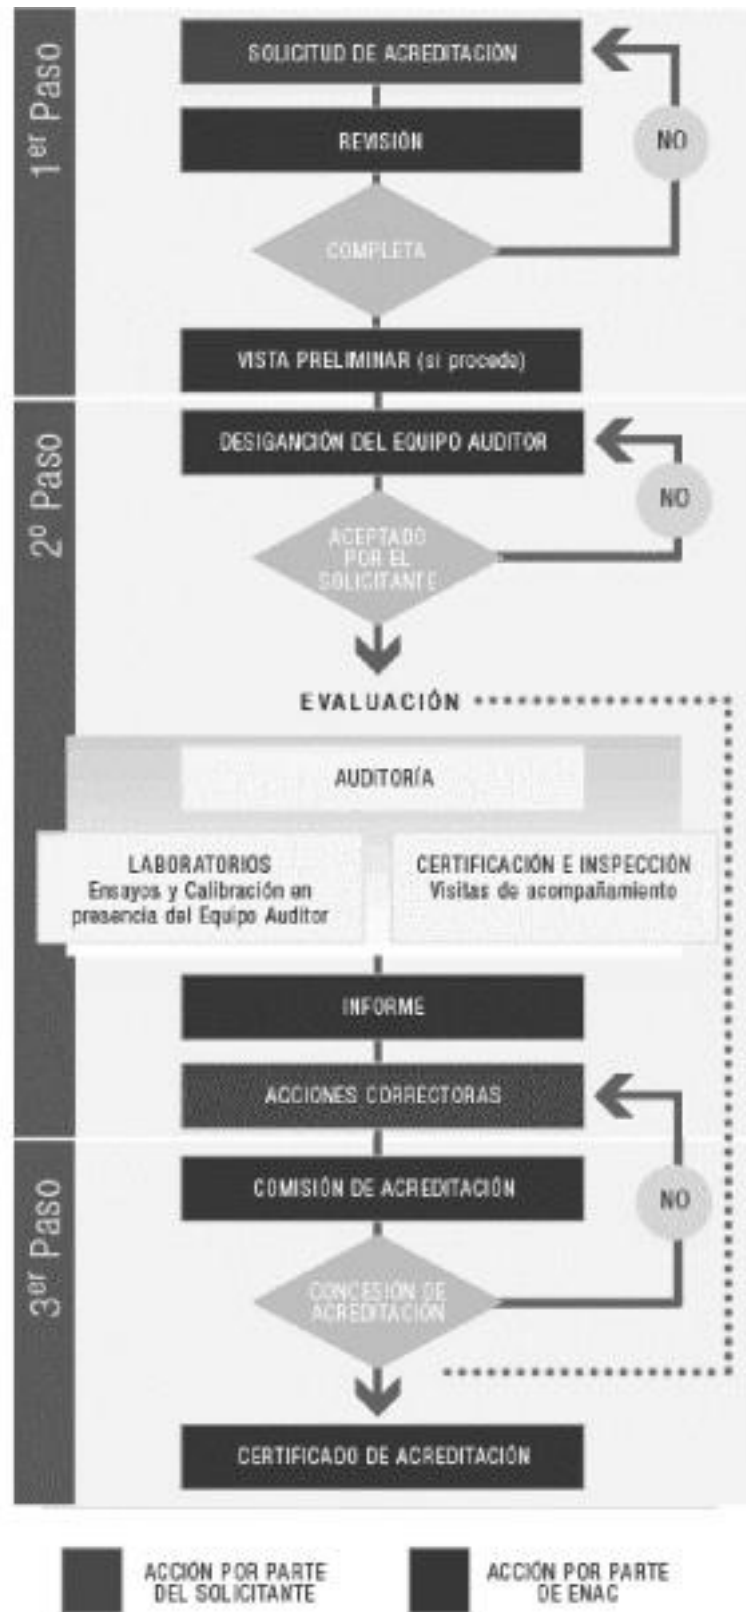 1er Paso
SOLICITUD DE ACREDITACIÓN
NO
REVISIÓN
COMPLETA
VISTA PRELIMINAR (si procede)
2º Paso
DESIGANCIÓN DEL EQUIPO AUDITOR
NO
ACEPTADO
POR EL
SOLICITANTE
EVALUACIÓN
AUDITORÍA
LABORATORIOS
Ensayos y Calibración en
presencia del Equipo Auditor
CERTIFICACIÓN E INSPECCIÓN
Visitas de acompañamiento
INFORME
ACCIONES CORRECTORAS
3er Paso
COMISIÓN DE ACREDITACIÓN
NO
CONCESIÓN DE
ACREDITACIÓN
CERTIFICADO DE ACREDITACIÓN
ACCIÓN POR PARTE
DEL SOLICITANTE
ACCIÓN POR PARTE
DE ENAC